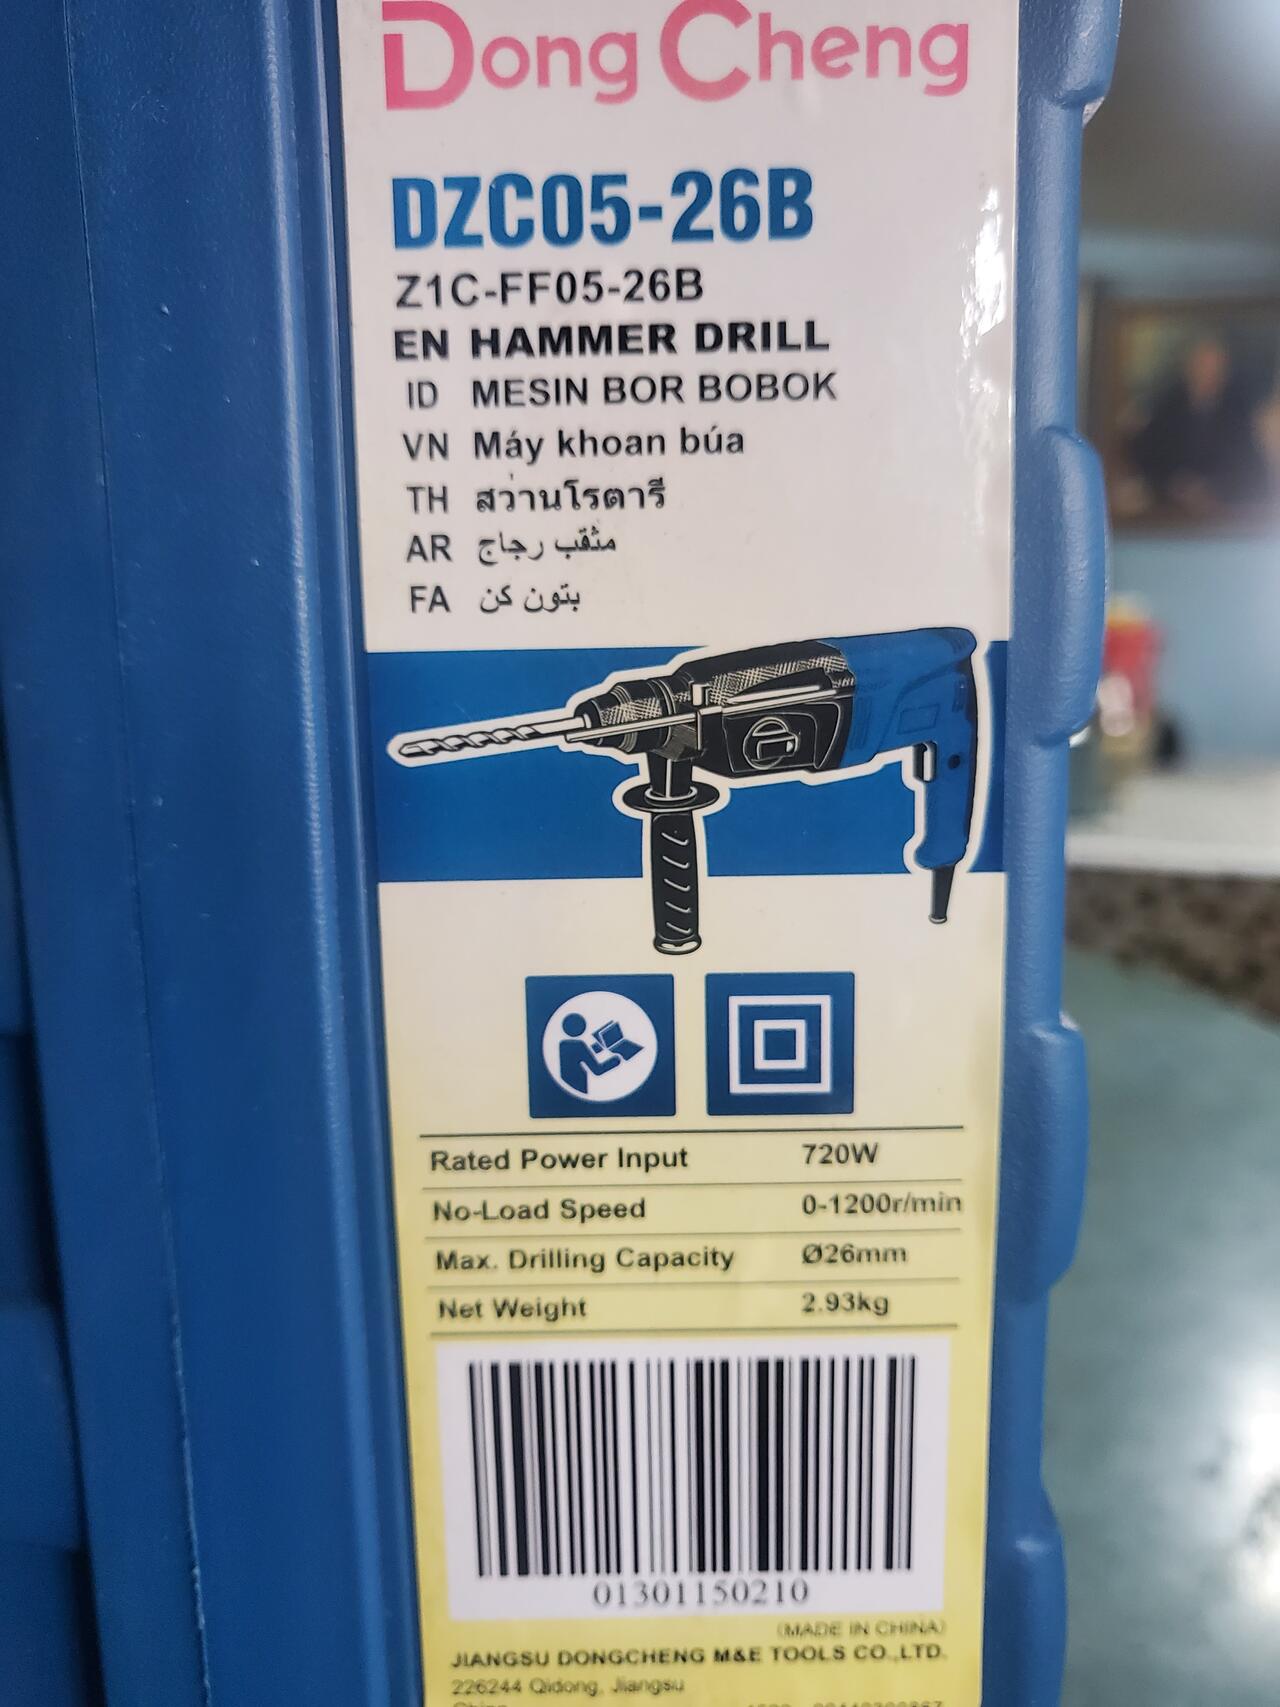 Dong Cheng
DZC05-26B
Z1C-FF05-26B
EN HAMMER DRILL
ID MESIN BOR BOBOK
VN Máy khoan búa
TH สว่านโรตารี
AR مثقب رجاج
FA بتون کن
Rated Power Input 720W
No-Load Speed 0-1200r/min
Max. Drilling Capacity Ø26mm
Net Weight 2.93kg
01301150210
(MADE IN CHINA)
JIANGSU DONGCHENG M&E TOOLS CO.,LTD.
226244 Qidong, Jiangsu
China